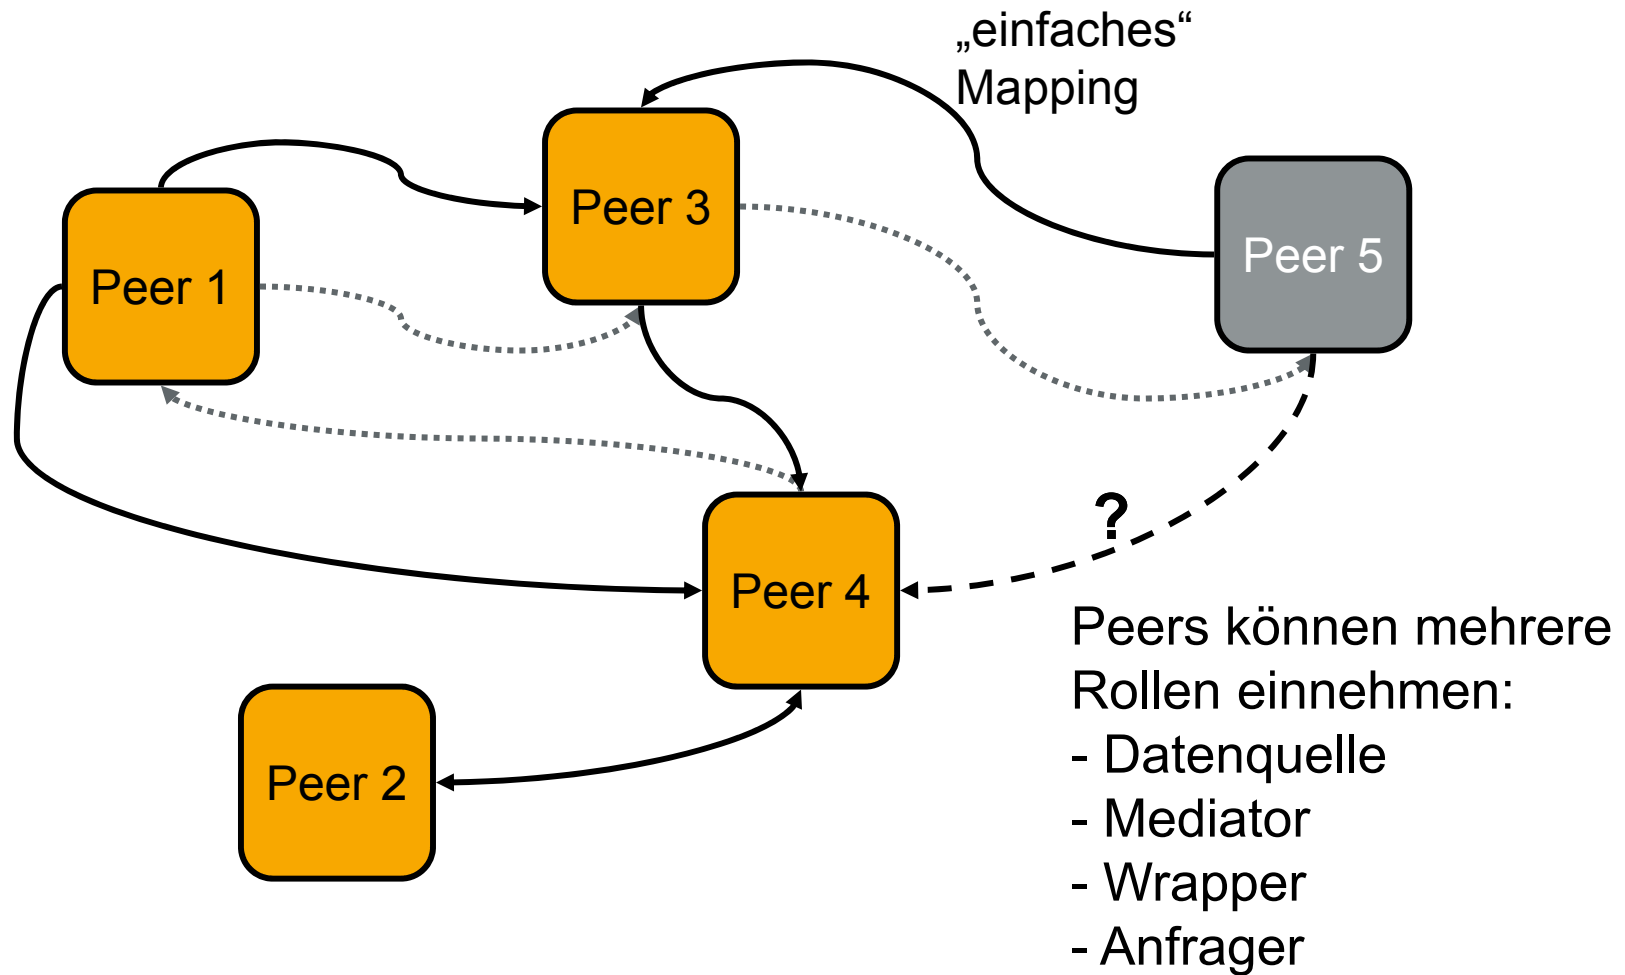 „einfaches“
Mapping
Peer 3
Peer 5
Peer 1
?
Peer 4
Peer 2
Peers können mehrere
Rollen einnehmen:
- Datenquelle
- Mediator
- Wrapper
- Anfrager